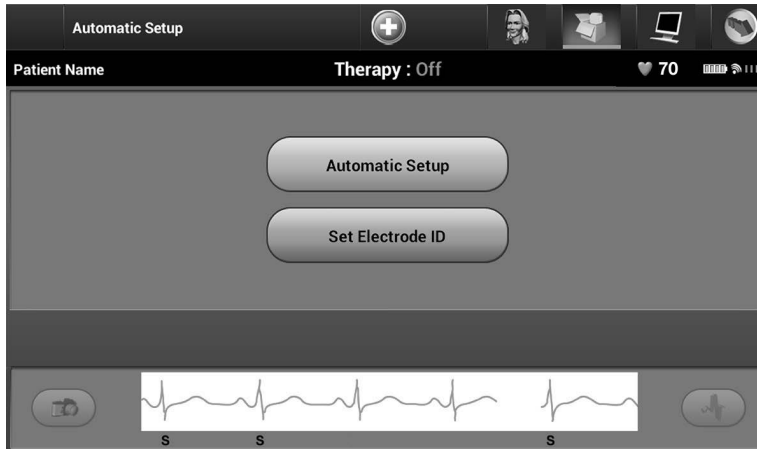 Automatic Setup
Patient Name Therapy : Off 70
Automatic Setup
Set Electrode ID
S S S